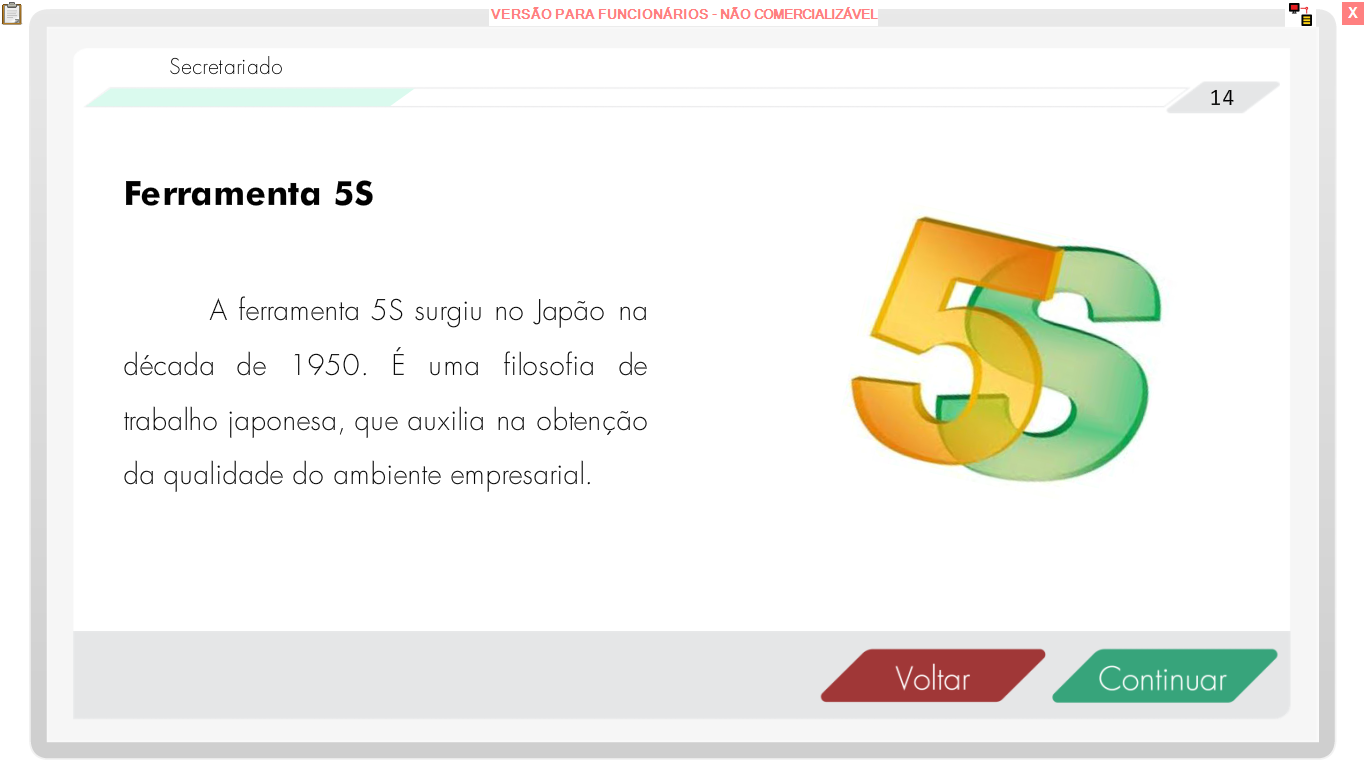 VERSÃO PARA FUNCIONÁRIOS - NÃO COMERCIALIZÁVEL
X
Secretariado
14
Ferramenta 5S
5S
A ferramenta 5S surgiu no Japão na
década de 1950. É uma filosofia de
trabalho japonesa, que auxilia na obtenção
da qualidade do ambiente empresarial.
Voltar
Continuar